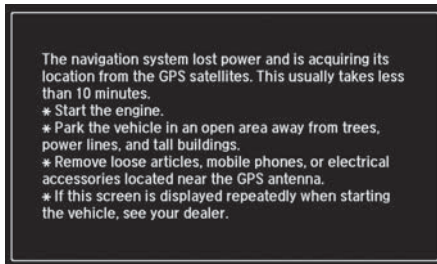 The navigation system lost power and is acquiring its
location from the GPS satellites. This usually takes less
than 10 minutes.
* Start the engine.
* Park the vehicle in an open area away from trees,
power lines, and tall buildings.
* Remove loose articles, mobile phones, or electrical
accessories located near the GPS antenna.
* If this screen is displayed repeatedly when starting
the vehicle, see your dealer.